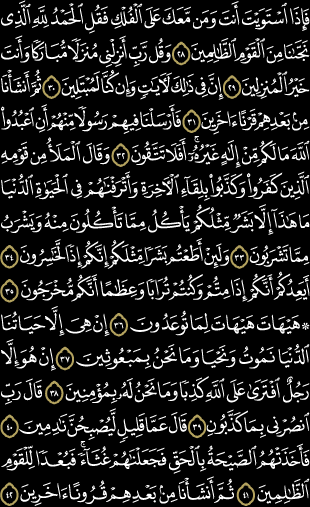 فَإِذَا ٱسْتَوَيْتَ أَنتَ وَمَن مَّعَكَ عَلَى ٱلْفُلْكِ فَقُلِ ٱلْحَمْدُ لِلَّهِ ٱلَّذِى
نَجَّىٰنَا مِنَ ٱلْقَوْمِ ٱلظَّٰلِمِينَ ٢٨ وَقُل رَّبِّ أَنزِلْنِى مُنزَلًا مُّبَارَكًا وَأَنتَ
خَيْرُ ٱلْمُنزِلِينَ ٢٩ إِنَّ فِى ذَٰلِكَ لَءَايَٰتٍ وَإِن كُنَّا لَمُبْتَلِينَ ٣٠ ثُمَّ أَنشَأْنَا
مِنۢ بَعْدِهِمْ قَرْنًا ءَاخَرِينَ ٣١ فَأَرْسَلْنَا فِيهِمْ رَسُولًا مِّنْهُمْ أَنِ ٱعْبُدُوا۟
ٱللَّهَ مَا لَكُم مِّنْ إِلَٰهٍ غَيْرُهُۥٓ ۖ أَفَلَا تَتَّقُونَ ٣٢ وَقَالَ ٱلْمَلَأُ مِن قَوْمِهِ
ٱلَّذِينَ كَفَرُوا۟ وَكَذَّبُوا۟ بِلِقَآءِ ٱلْءَاخِرَةِ وَأَتْرَفْنَٰهُمْ فِى ٱلْحَيَوٰةِ ٱلدُّنْيَا
مَا هَٰذَآ إِلَّا بَشَرٌ مِّثْلُكُمْ يَأْكُلُ مِمَّا تَأْكُلُونَ مِنْهُ وَيَشْرَبُ
مِمَّا تَشْرَبُونَ ٣٣ وَلَئِنْ أَطَعْتُم بَشَرًا مِّثْلَكُمْ إِنَّكُمْ إِذًا لَّخَٰسِرُونَ ٣٤
أَيَعِدُكُمْ أَنَّكُمْ إِذَا مِتُّمْ وَكُنتُمْ تُرَابًا وَعِظَٰمًا أَنَّكُم مُّخْرَجُونَ ٣٥
۞ هَيْهَاتَ هَيْهَاتَ لِمَا تُوعَدُونَ ٣٦ إِنْ هِىَ إِلَّا حَيَاتُنَا
ٱلدُّنْيَا نَمُوتُ وَنَحْيَا وَمَا نَحْنُ بِمَبْعُوثِينَ ٣٧ إِنْ هُوَ إِلَّا
رَجُلٌ ٱفْتَرَىٰ عَلَى ٱللَّهِ كَذِبًا وَمَا نَحْنُ لَهُۥ بِمُؤْمِنِينَ ٣٨ قَالَ رَبِّ
ٱنصُرْنِى بِمَا كَذَّبُونِ ٣٩ قَالَ عَمَّا قَلِيلٍ لَّيُصْبِحُنَّ نَٰدِمِينَ ٤٠
فَأَخَذَتْهُمُ ٱلصَّيْحَةُ بِٱلْحَقِّ فَجَعَلْنَٰهُمْ غُثَآءً ۚ فَبُعْدًا لِّلْقَوْمِ
ٱلظَّٰلِمِينَ ٤١ ثُمَّ أَنشَأْنَا مِنۢ بَعْدِهِمْ قُرُونًا ءَاخَرِينَ ٤٢